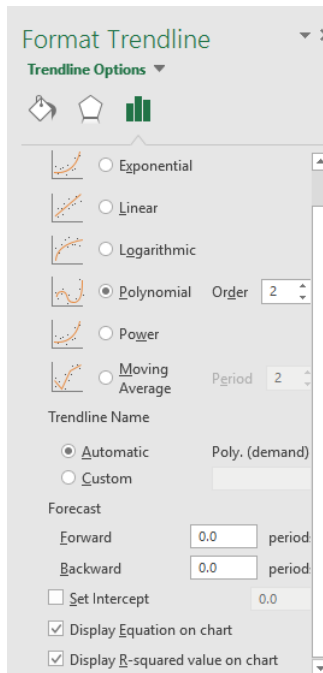 Format Trendline
Trendline Options
Exponential
Linear
Logarithmic
Polynomial Order 2
Power
Moving
Average Period 2
Trendline Name
Automatic Poly. (demand)
Custom
Forecast
Forward 0.0 period
Backward 0.0 period
Set Intercept 0.0
Display Equation on chart
Display R-squared value on chart